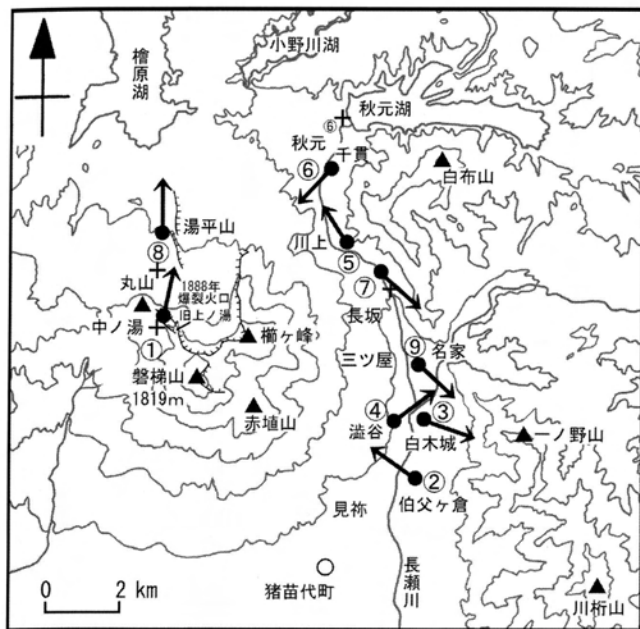 小野川湖
檜原湖
⑥
秋元湖
秋元
千貫
⑥
白布山
湯平山
川上
⑤
⑧
丸山
1888年
爆裂火口
旧上ノ湯
⑦
長坂
中ノ湯
①
櫛ヶ峰
三ツ屋
⑨
名家
磐梯山
1819m
赤埴山
④
澁谷
③
白木城
一ノ野山
②
伯父ヶ倉
見祢
長瀬川
猪苗代町
川桁山
0 2 km